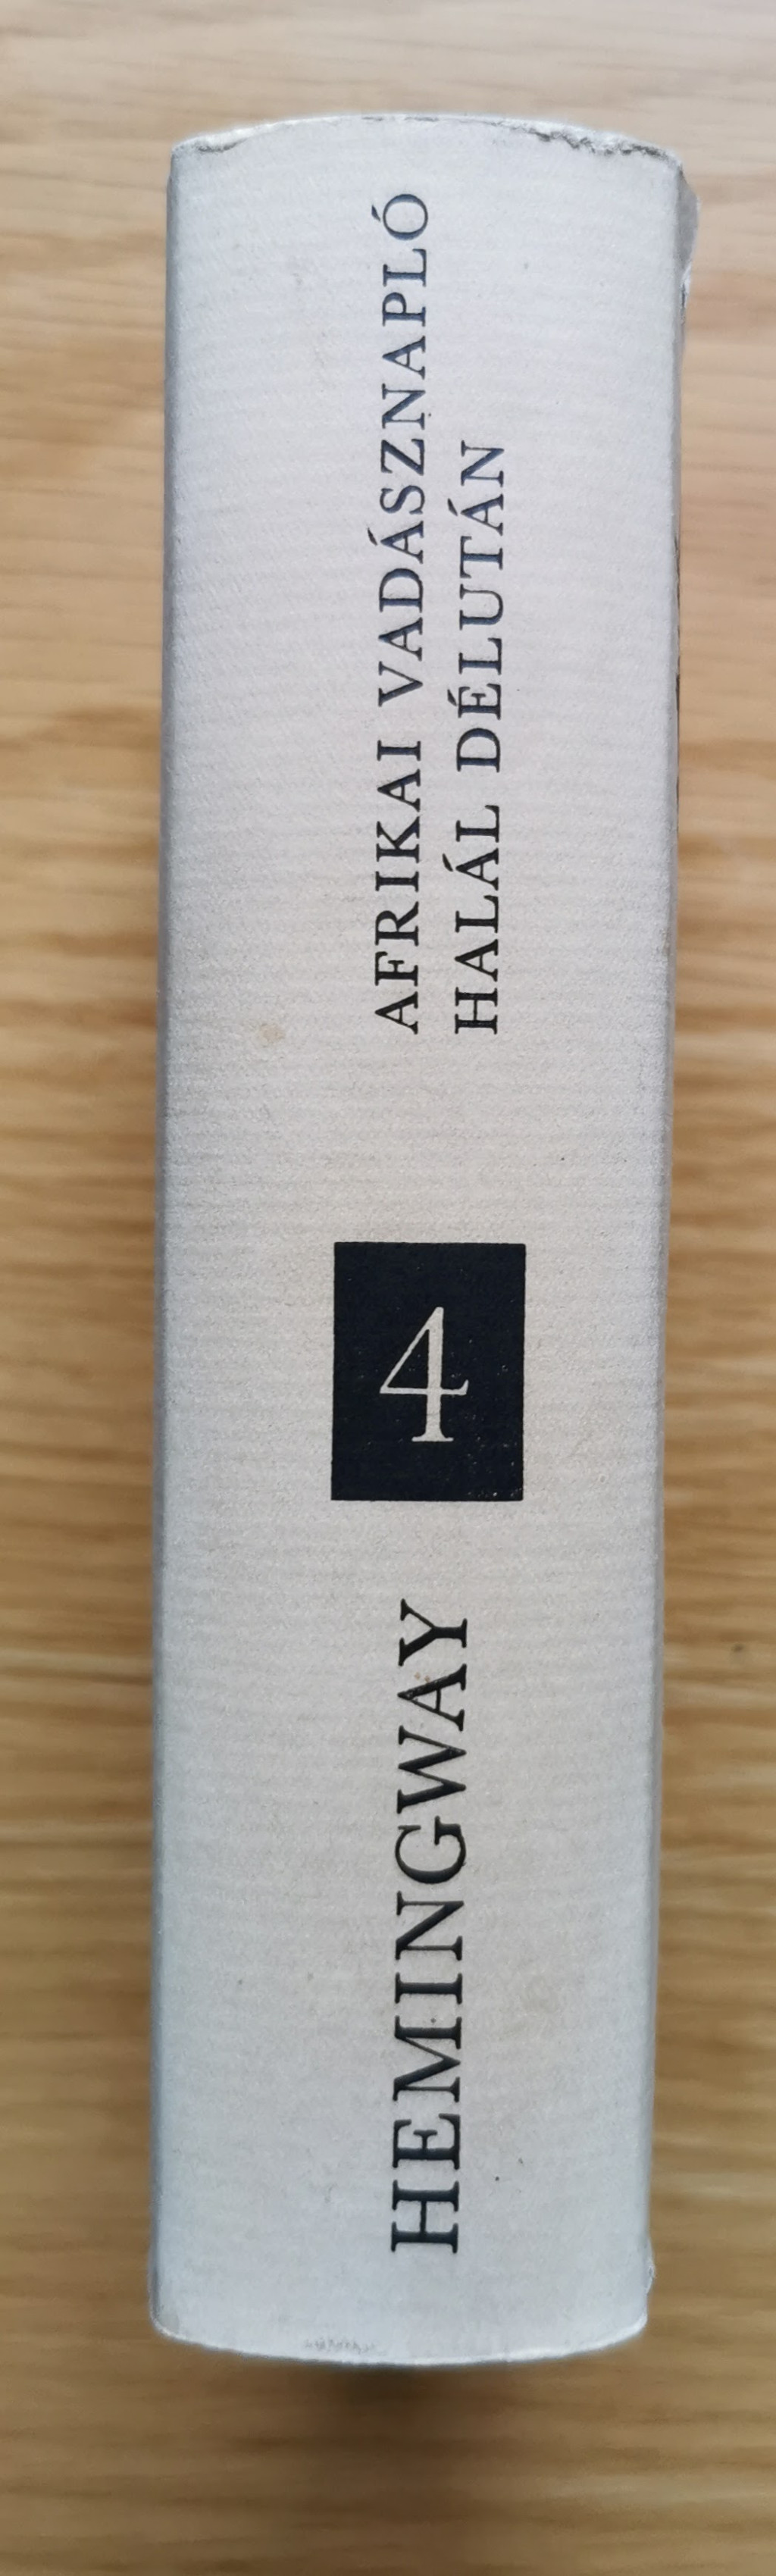 HEMINGWAY
4
AFRIKAI VADÁSZNAPLÓ
HALÁL DÉLUTÁN